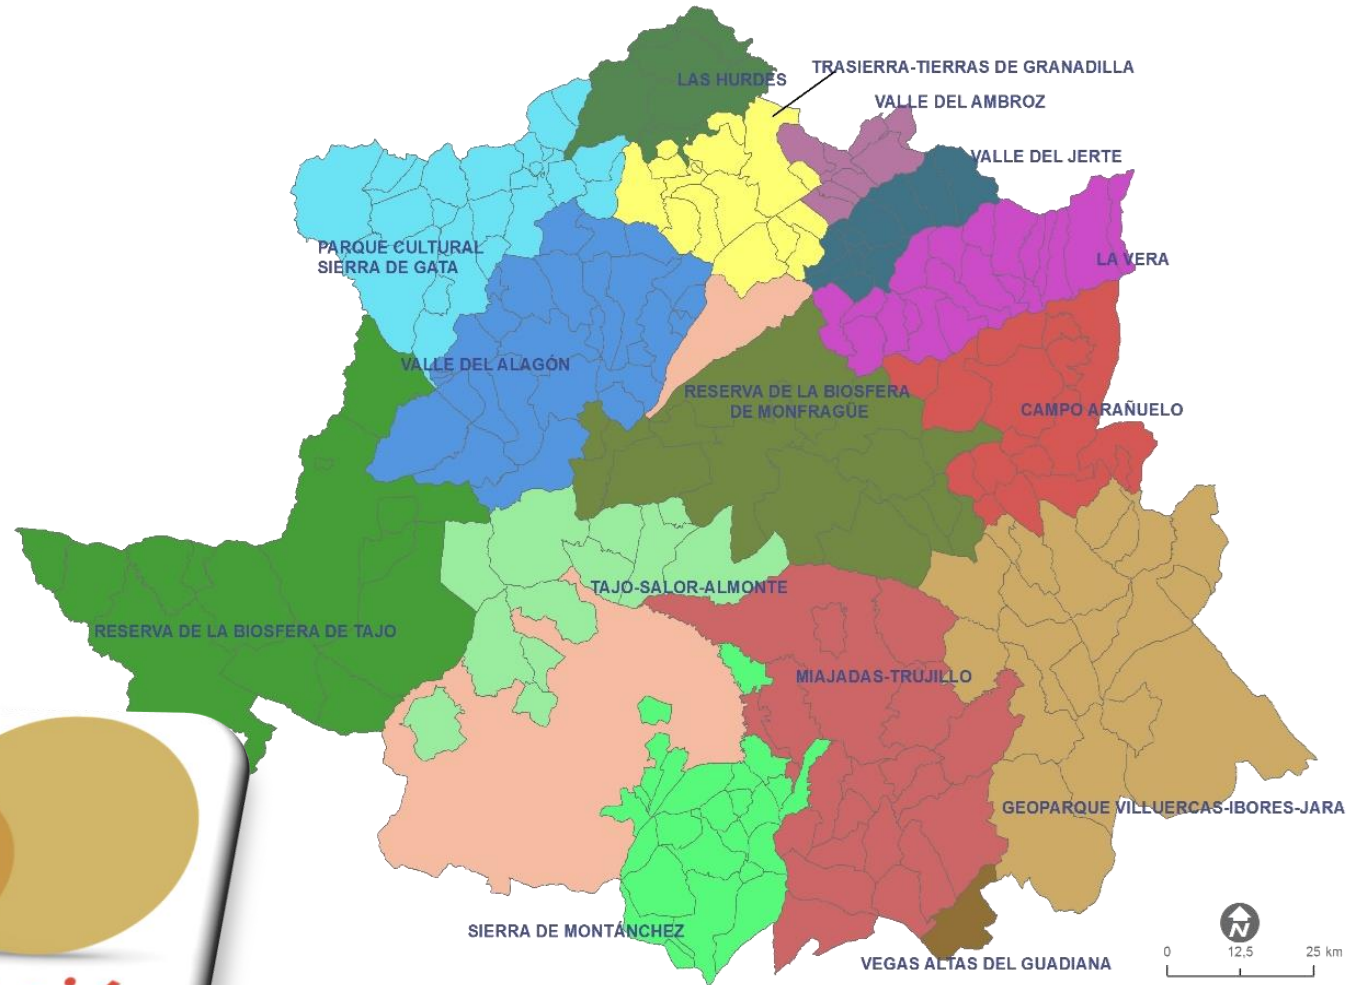 LAS HURDES
TRASIERRA-TIERRAS DE GRANADILLA
VALLE DEL AMBROZ
VALLE DEL JERTE
PARQUE CULTURAL
SIERRA DE GATA
LA VERA
VALLE DEL ALAGÓN
RESERVA DE LA BIOSFERA
DE MONFRAGÜE
CAMPO ARAÑUELO
TAJO-SALOR-ALMONTE
RESERVA DE LA BIOSFERA DE TAJO
MIAJADAS-TRUJILLO
GEOPARQUE VILLUERCAS-IBORES-JARA
SIERRA DE MONTÁNCHEZ
VEGAS ALTAS DEL GUADIANA
N
0 12,5 25 km